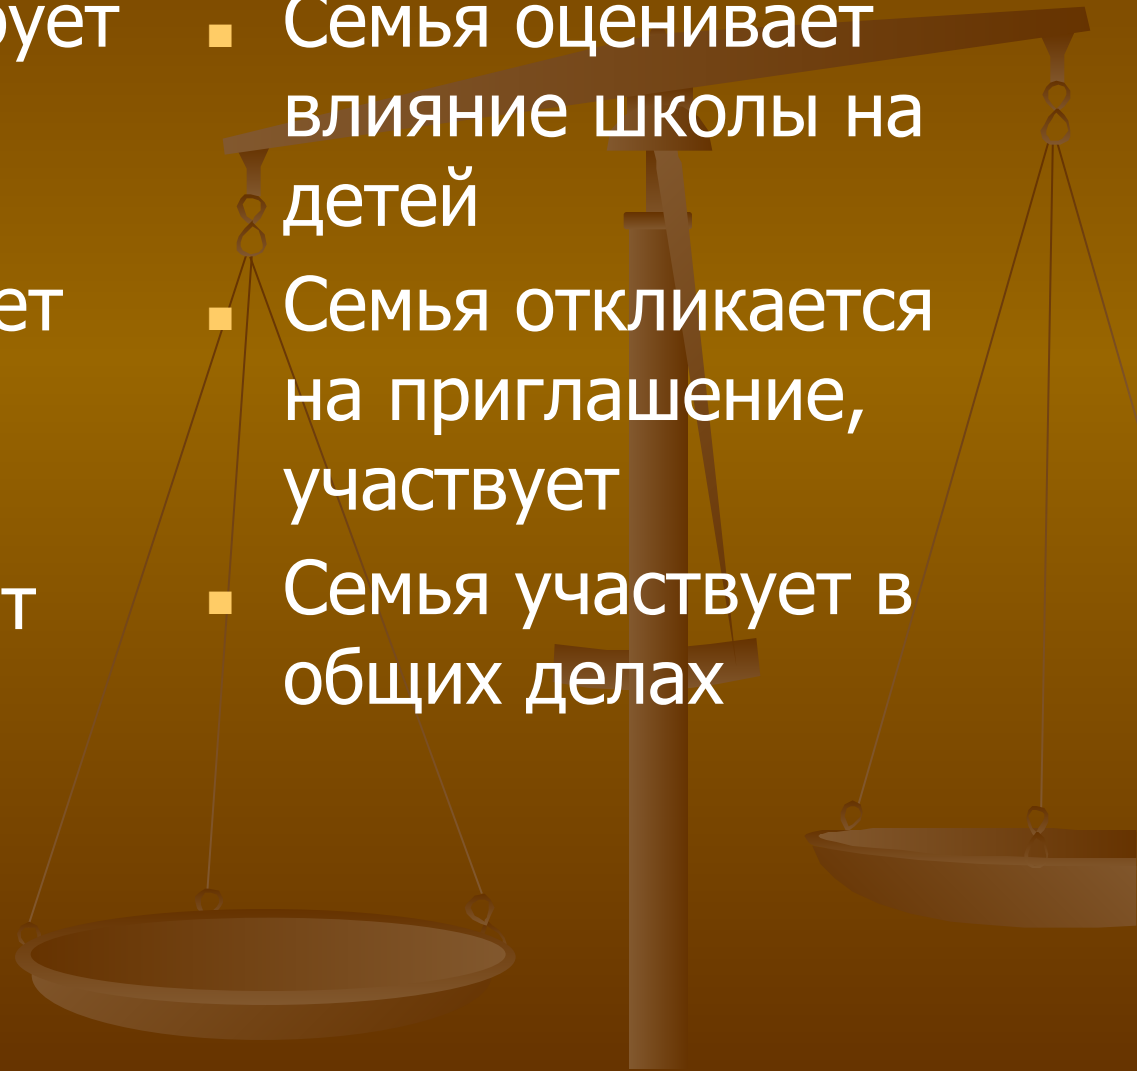 Семья оценивает
влияние школы на
детей
Семья откликается
на приглашение,
участвует
Семья участвует в
общих делах